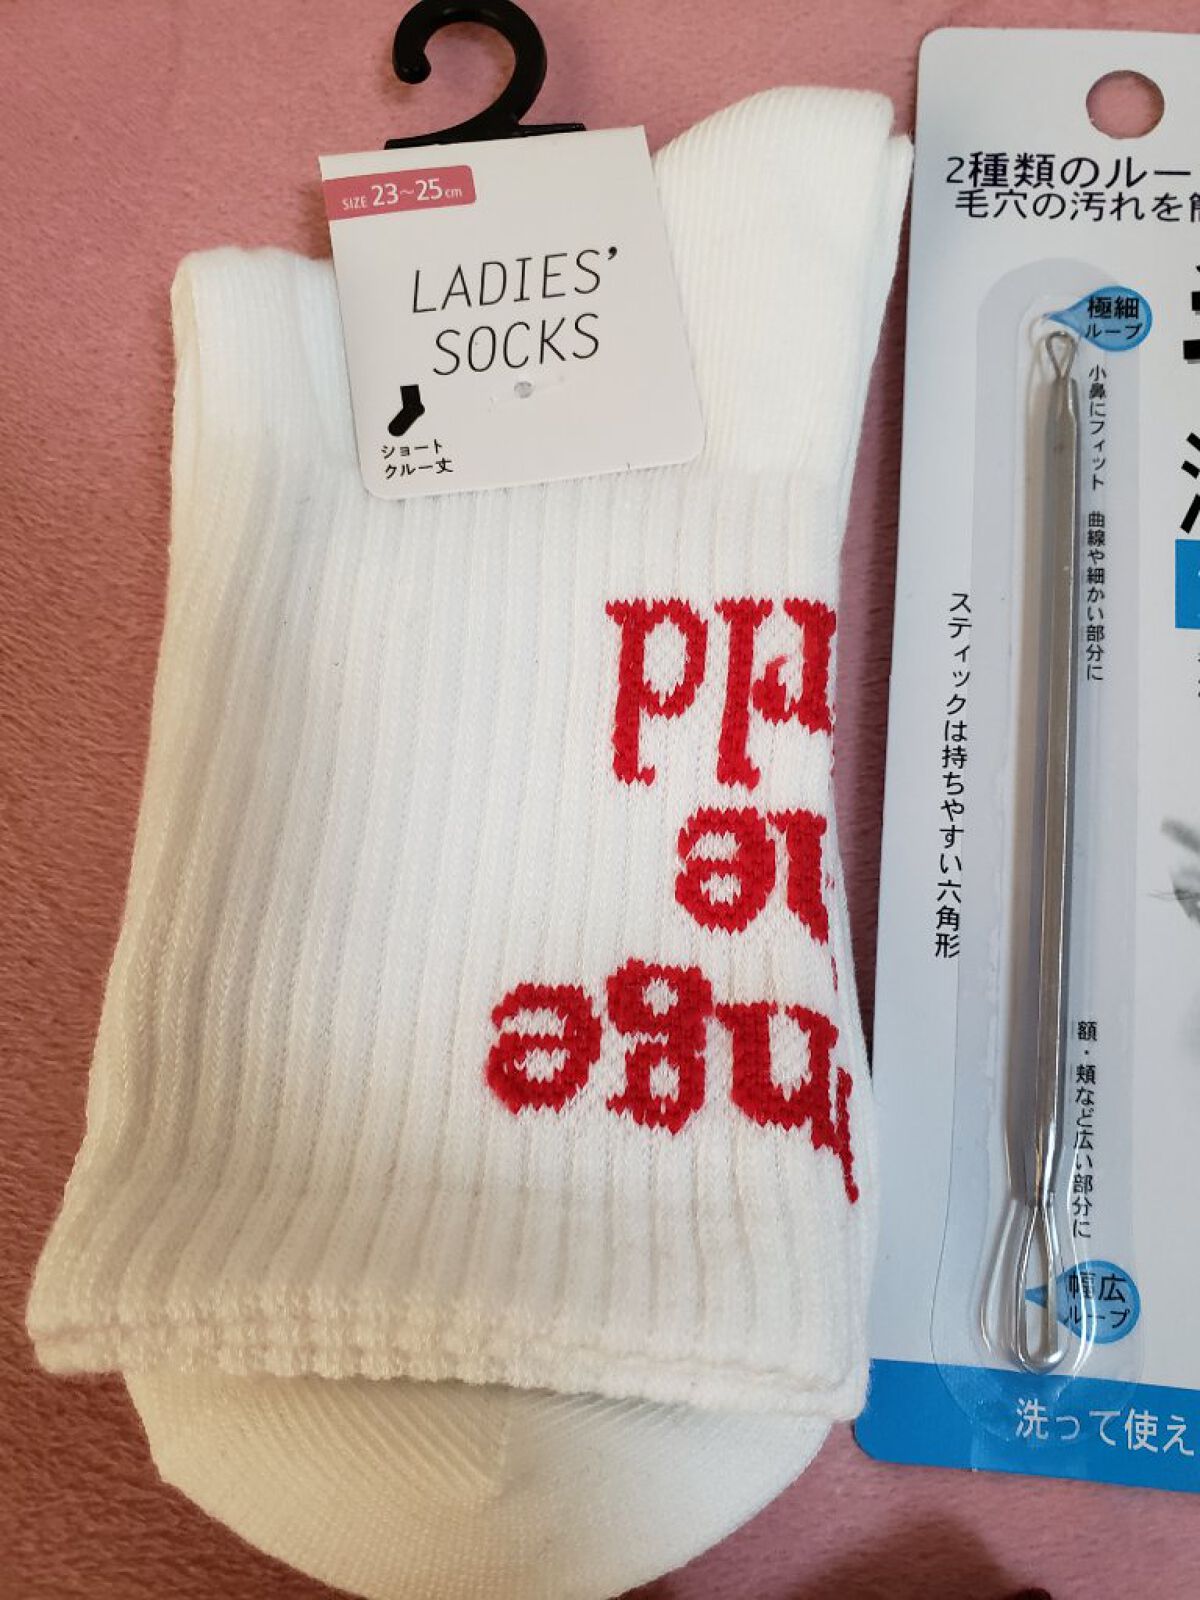 SIZE 23~25cm
LADIES'
SOCKS
ショート
クルー丈
2種類のルー
毛穴の汚れを
極細
ループ
小鼻にフィット 曲線や細かい部分に
スティックは持ちやすい六角形
額・頬など広い部分に
幅広
ループ
洗って使え